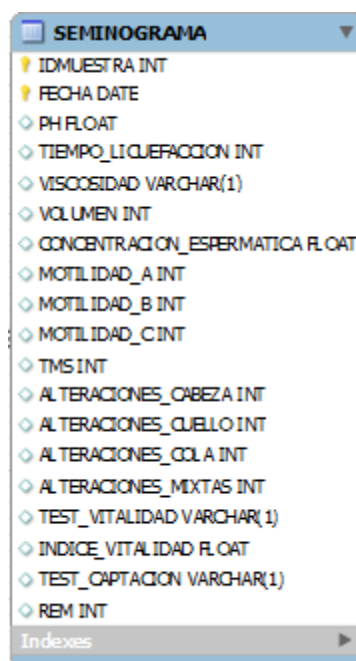 SEMINOGRAMA
IDMUESTRA INT
FECHA DATE
PH FLOAT
TIEMPO_LICUEFACCION INT
VISCOSIDAD VARCHAR(1)
VOLUMEN INT
CONCENTRACION_ESPERMATICA FLOAT
MOTILIDAD_A INT
MOTILIDAD_B INT
MOTILIDAD_C INT
TMS INT
ALTERACIONES_CABEZA INT
ALTERACIONES_CUELLO INT
ALTERACIONES_COLA INT
ALTERACIONES_MIXTAS INT
TEST_VITALIDAD VARCHAR(1)
INDICE_VITALIDAD FLOAT
TEST_CAPTACION VARCHAR(1)
REM INT
Indexes